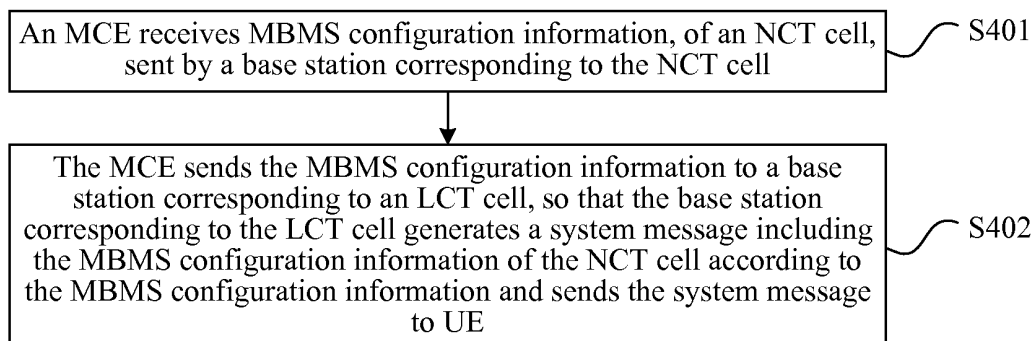 An MCE receives MBMS configuration information, of an NCT cell,
sent by a base station corresponding to the NCT cell
S401
The MCE sends the MBMS configuration information to a base
station corresponding to an LCT cell, so that the base station
corresponding to the LCT cell generates a system message including
the MBMS configuration information of the NCT cell according to
the MBMS configuration information and sends the system message
to UE
S402